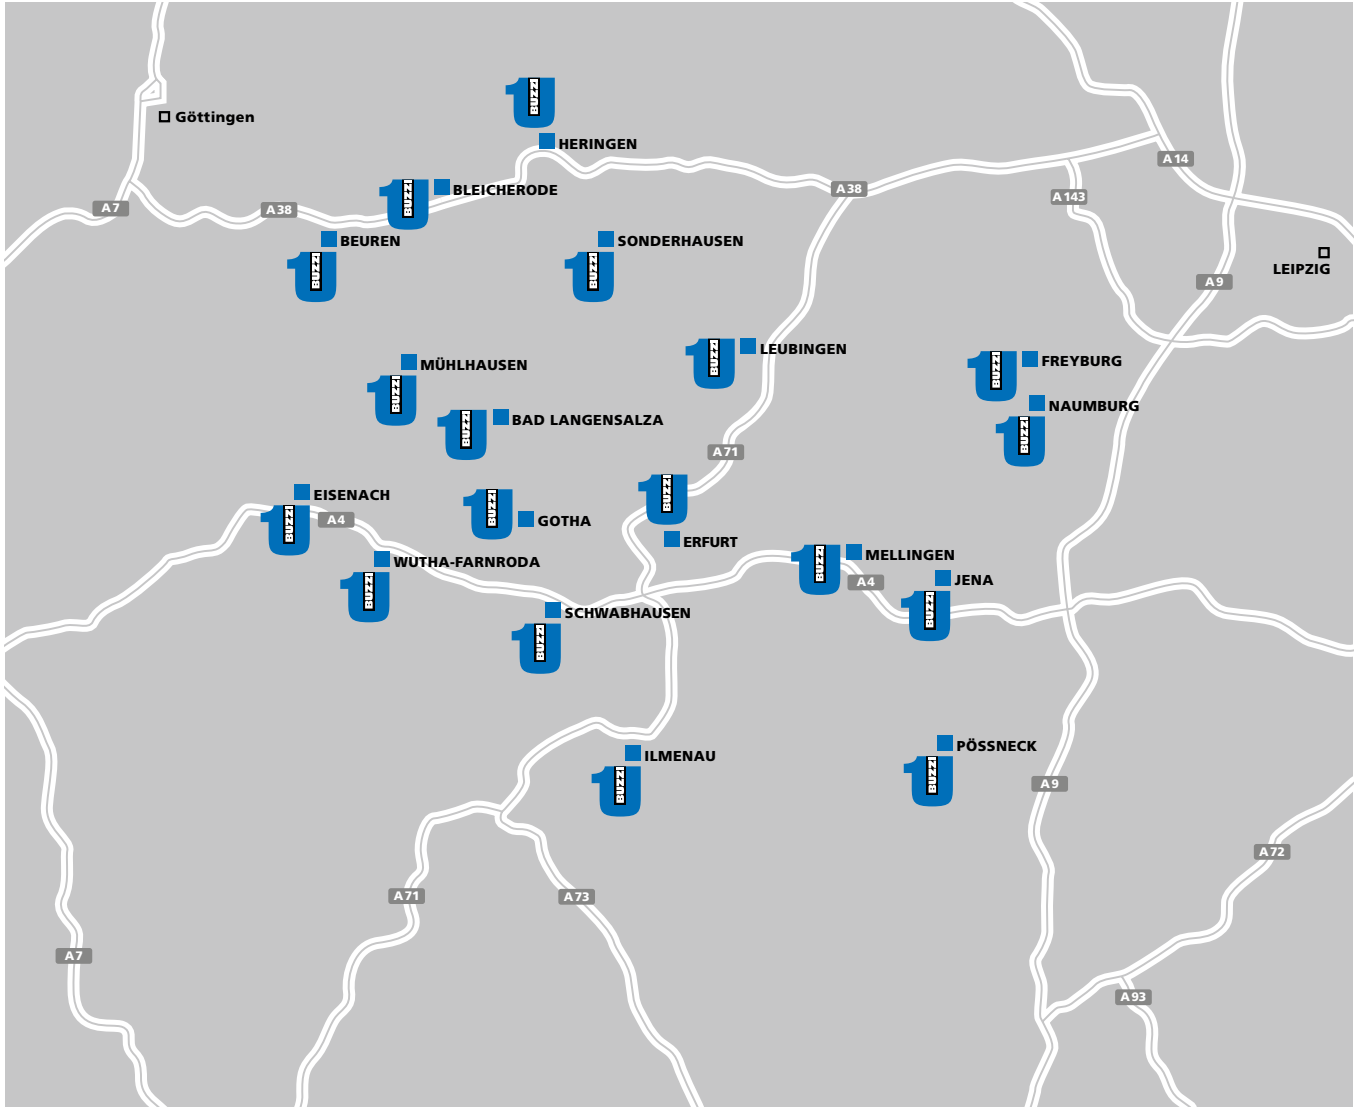 Göttingen
HERINGEN
A 14
BLEICHERODE
A 38
A 143
A 7
A 38
BEUREN
SONDERHAUSEN
LEIPZIG
A 9
LEUBINGEN
FREYBURG
MÜHLHAUSEN
NAUMBURG
BAD LANGENSALZA
A 71
EISENACH
A 4
GOTHA
ERFURT
MELLINGEN
WUTHA-FARNRODA
A 4
JENA
SCHWABHAUSEN
PÖSSNECK
ILMENAU
A 9
A 72
A 71
A 73
A 7
A 93